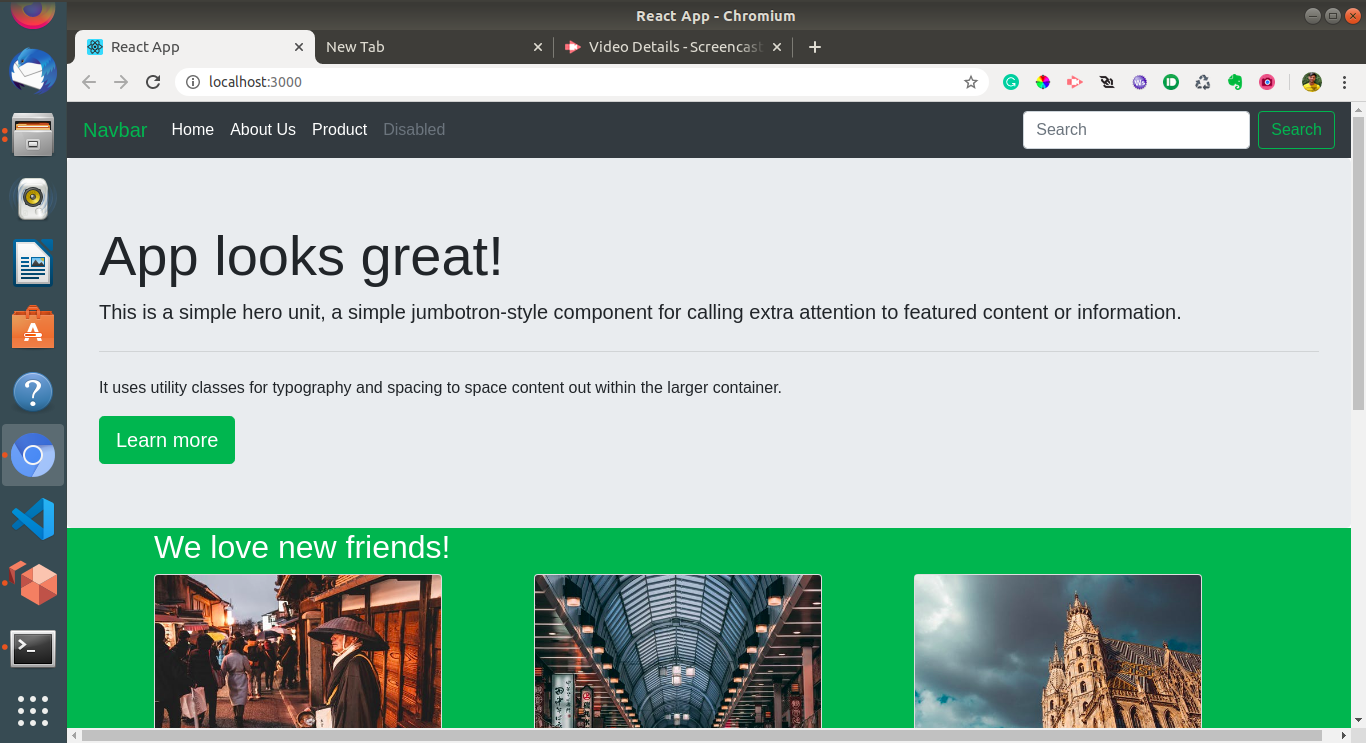 React App - Chromium
React App
New Tab
Video Details - Screencast
localhost:3000
Navbar
Home
About Us
Product
Disabled
Search
Search
App looks great!
This is a simple hero unit, a simple jumbotron-style component for calling extra attention to featured content or information.
It uses utility classes for typography and spacing to space content out within the larger container.
Learn more
We love new friends!